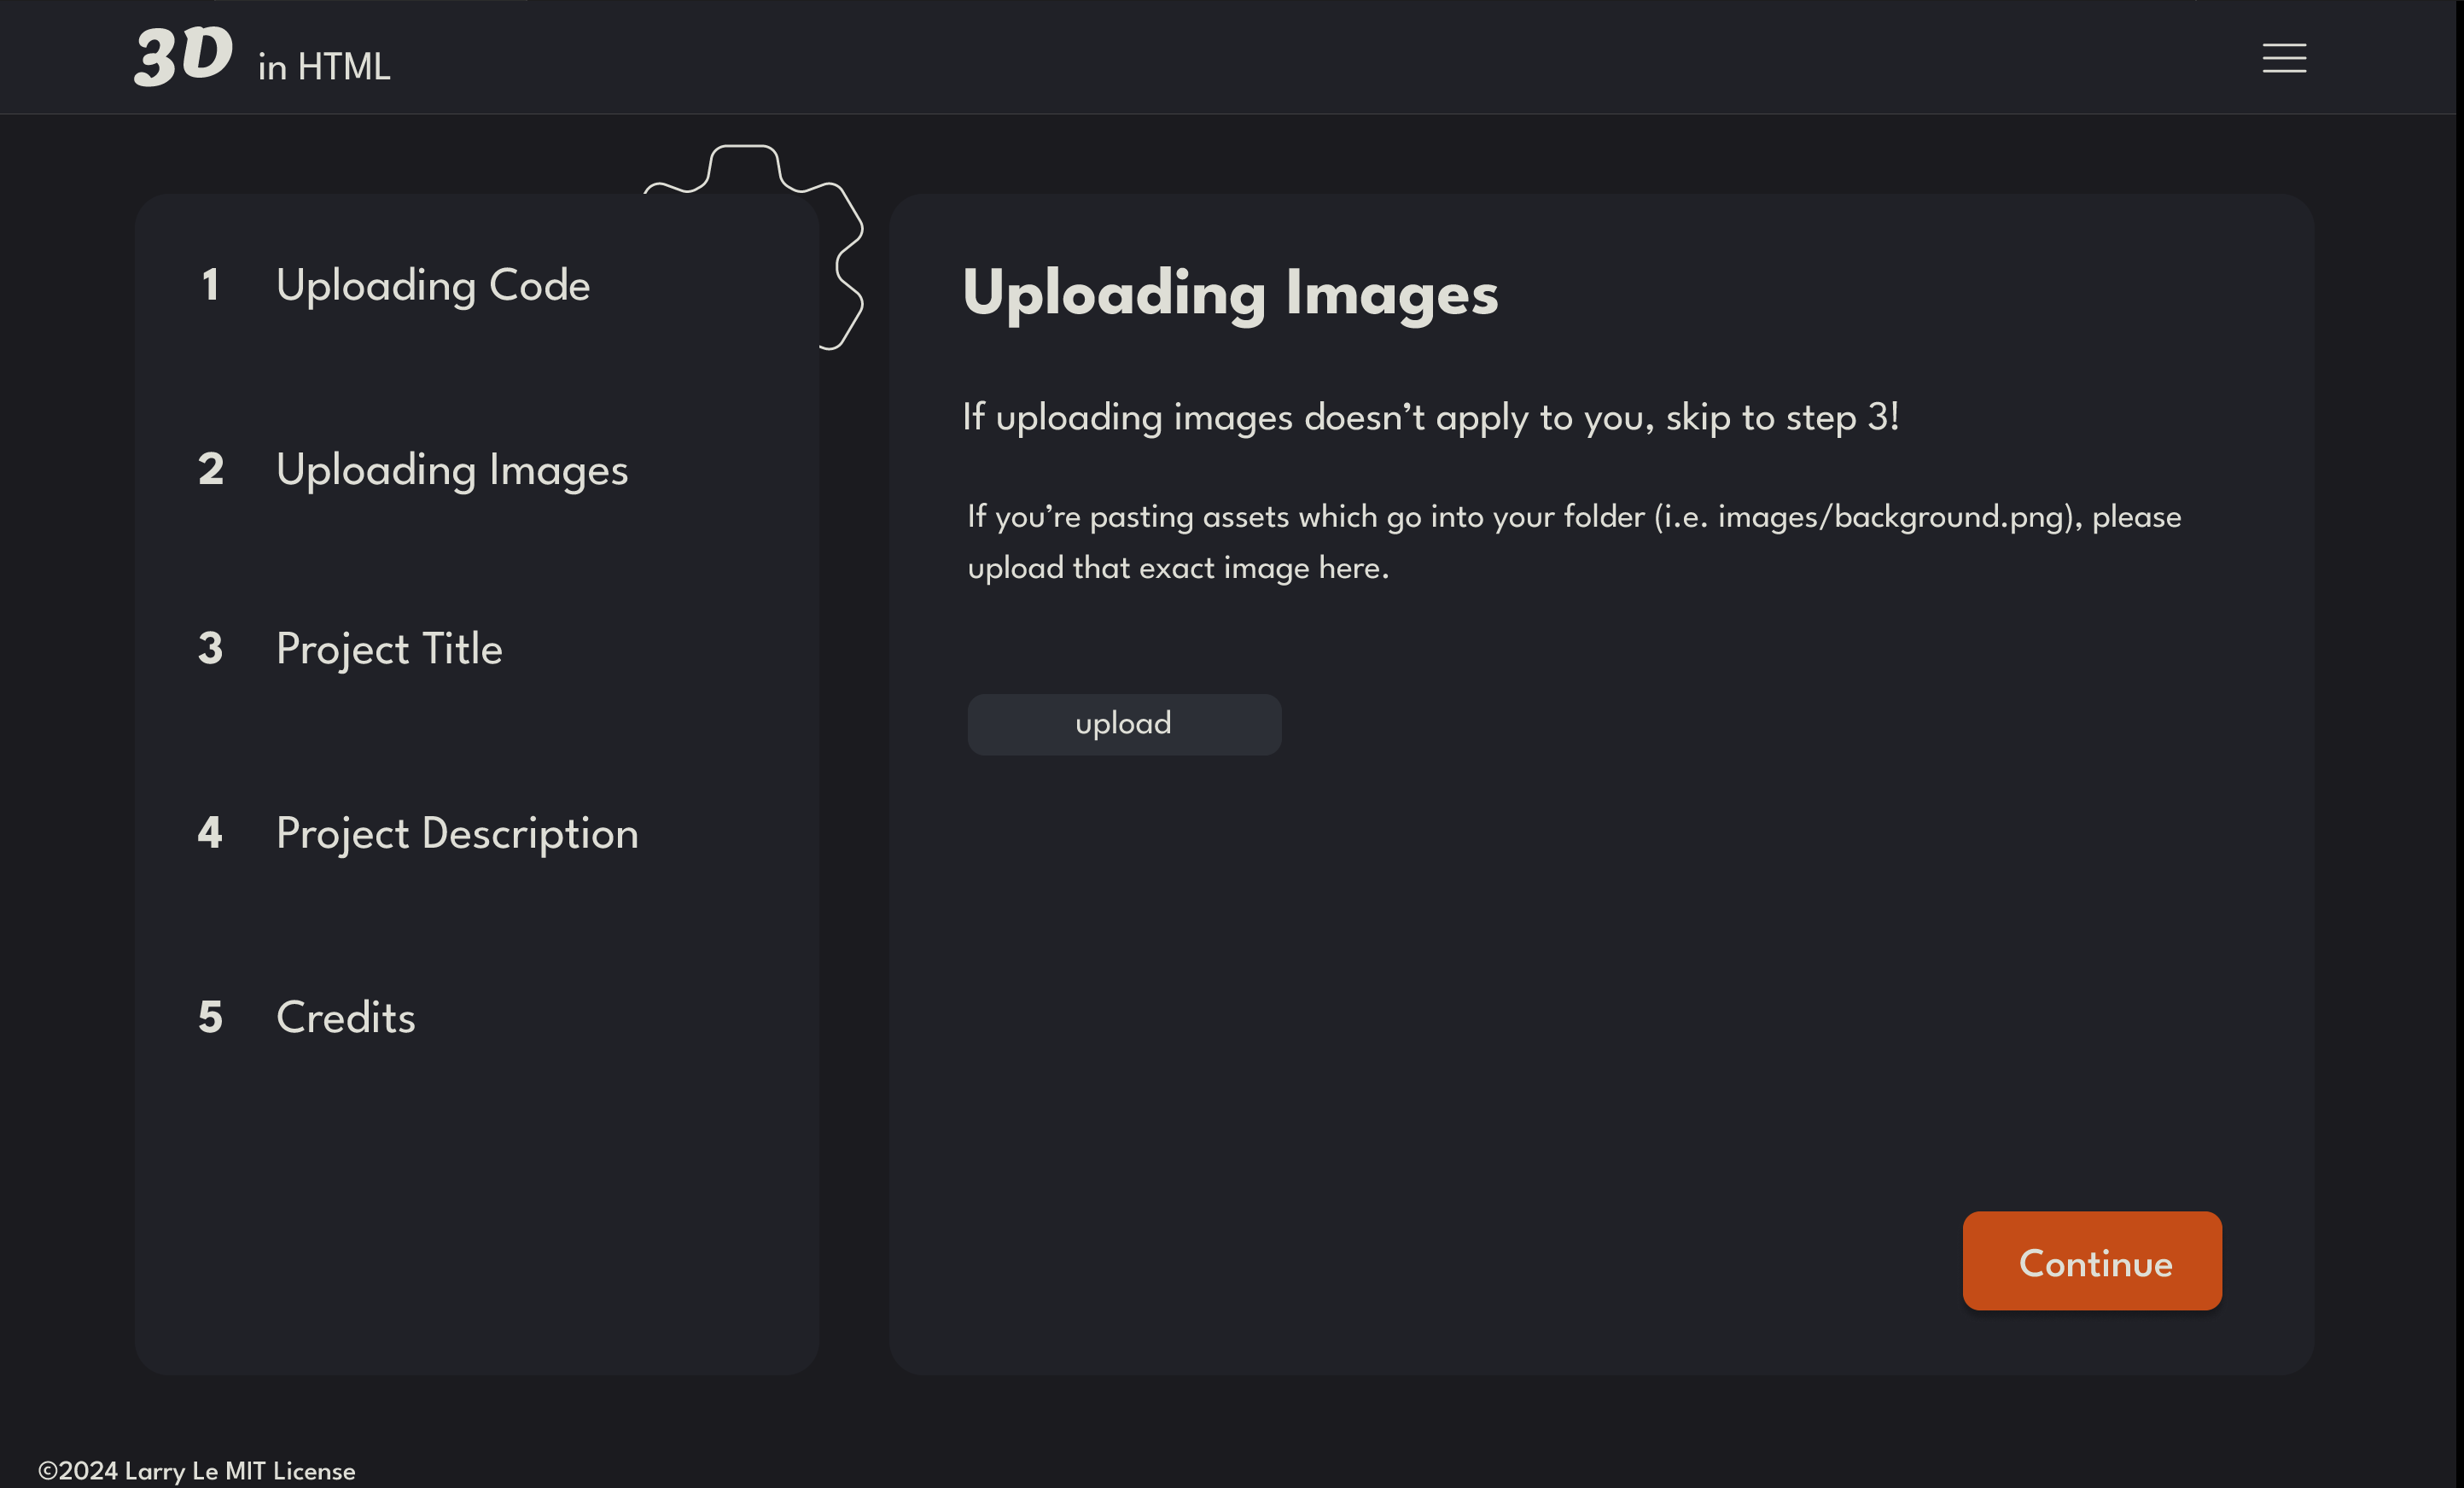 3D in HTML
1 Uploading Code
2 Uploading Images
3 Project Title
4 Project Description
5 Credits
Uploading Images
If uploading images doesn’t apply to you, skip to step 3!
If you’re pasting assets which go into your folder (i.e. images/background.png), please
upload that exact image here.
upload
Continue
©2024 Larry Le MIT License